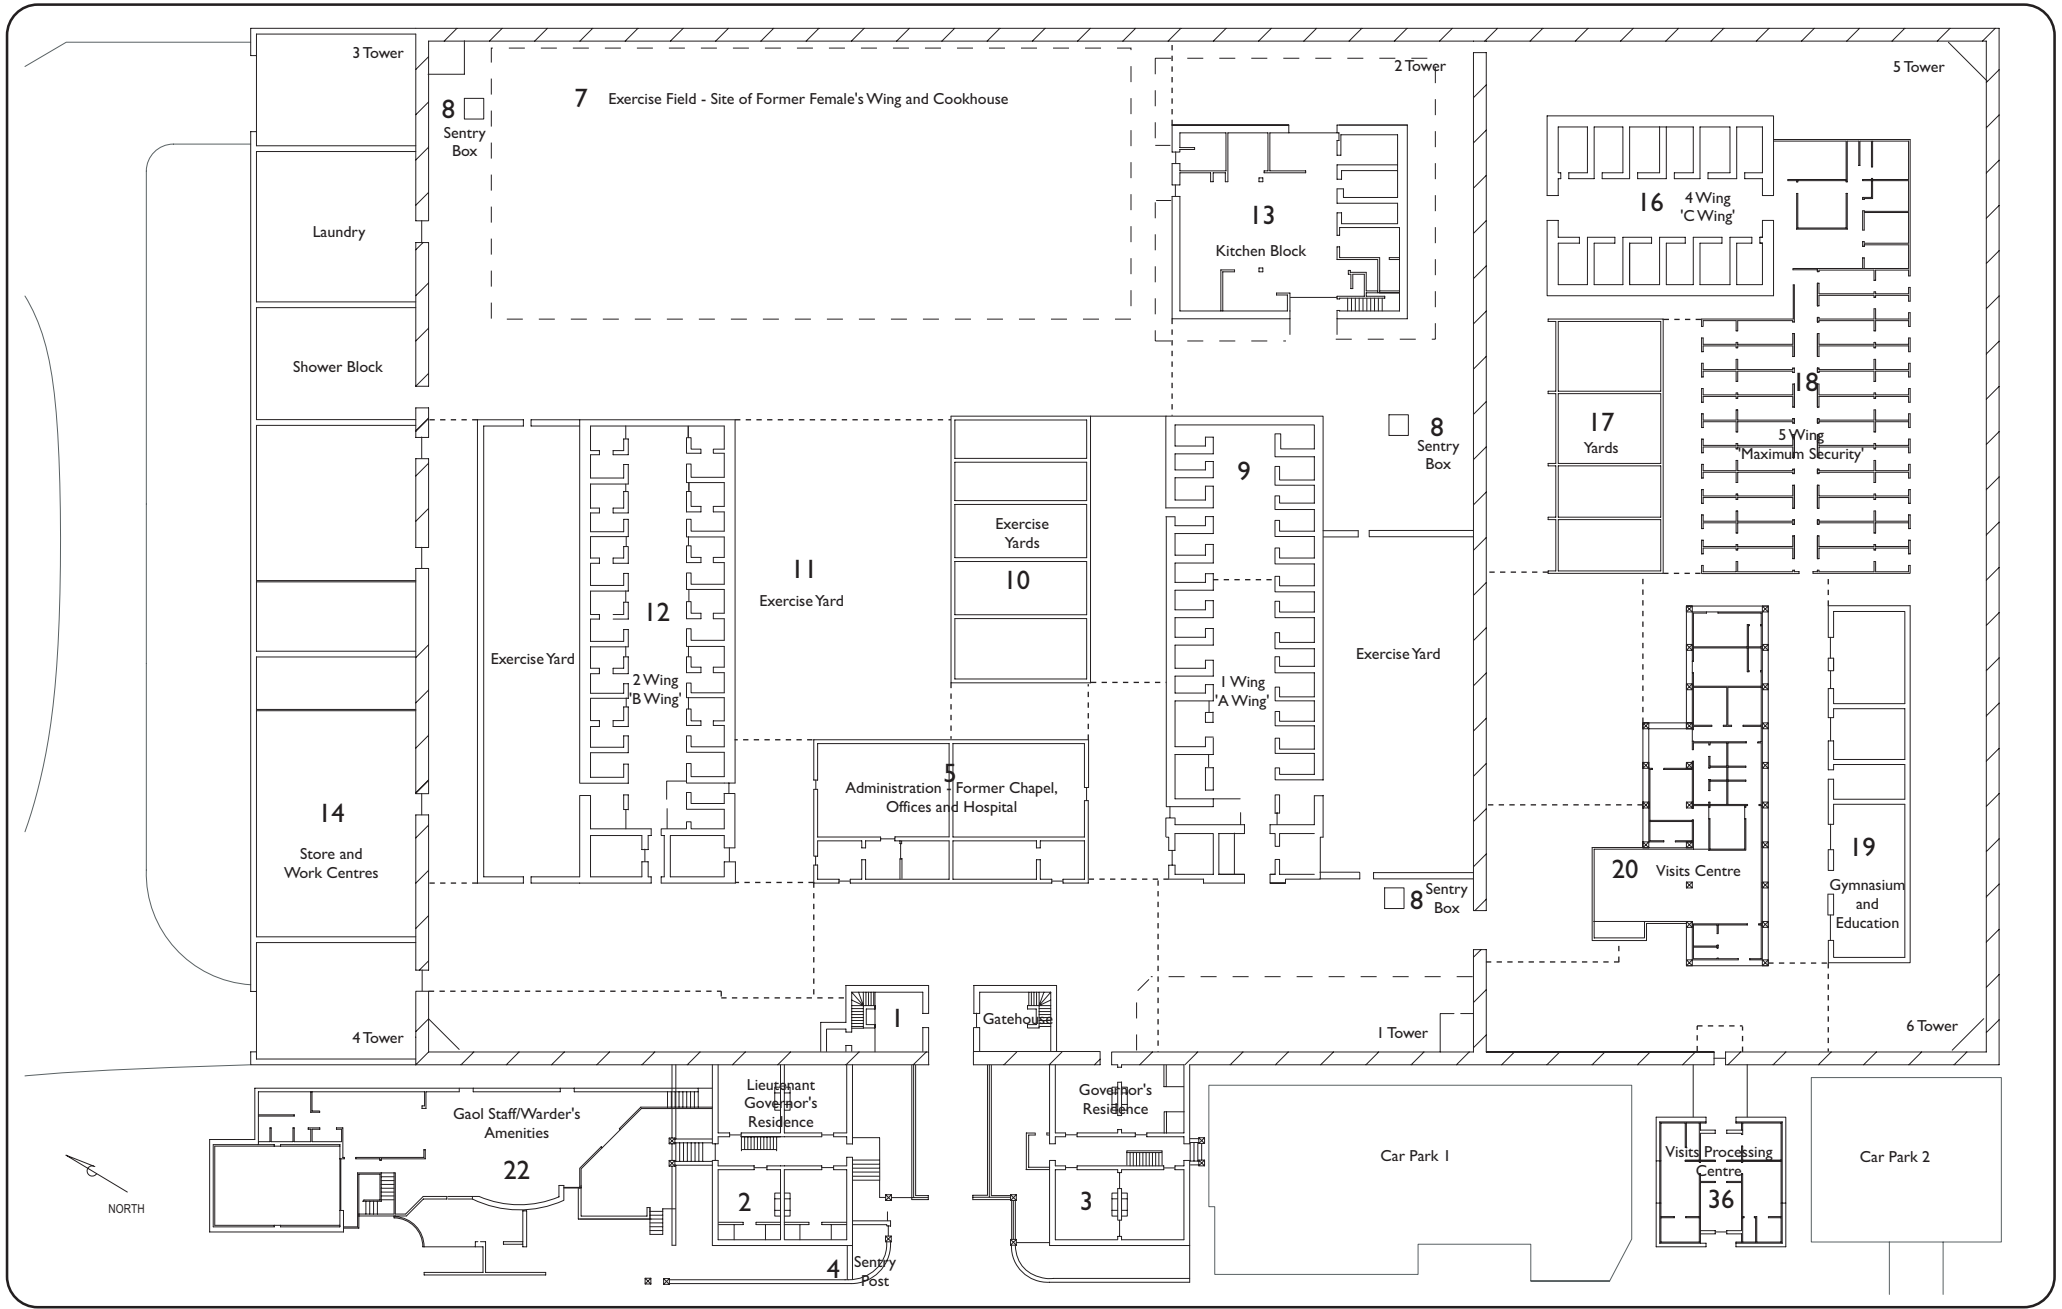 3 Tower
7 Exercise Field - Site of Former Female's Wing and Cookhouse
2 Tower
5 Tower
8
Sentry
Box
13
Kitchen Block
16
4 Wing
'C Wing'
Laundry
Shower Block
8
Sentry
Box
17
Yards
18
5 Wing
'Maximum Security'
9
1 Wing
'A Wing'
Exercise
Yards
10
11
Exercise Yard
12
2 Wing
'B Wing'
Exercise Yard
Exercise Yard
5
Administration - Former Chapel,
Offices and Hospital
14
Store and
Work Centres
8
Sentry
Box
20 Visits Centre
19
Gymnasium
and
Education
4 Tower
1
Gatehouse
1 Tower
6 Tower
Gaol Staff/Warder's
Amenities
22
Lieutenant
Governor's
Residence
2
Governor's
Residence
3
4
Sentry
Post
Car Park 1
Visits Processing
Centre
36
Car Park 2
NORTH